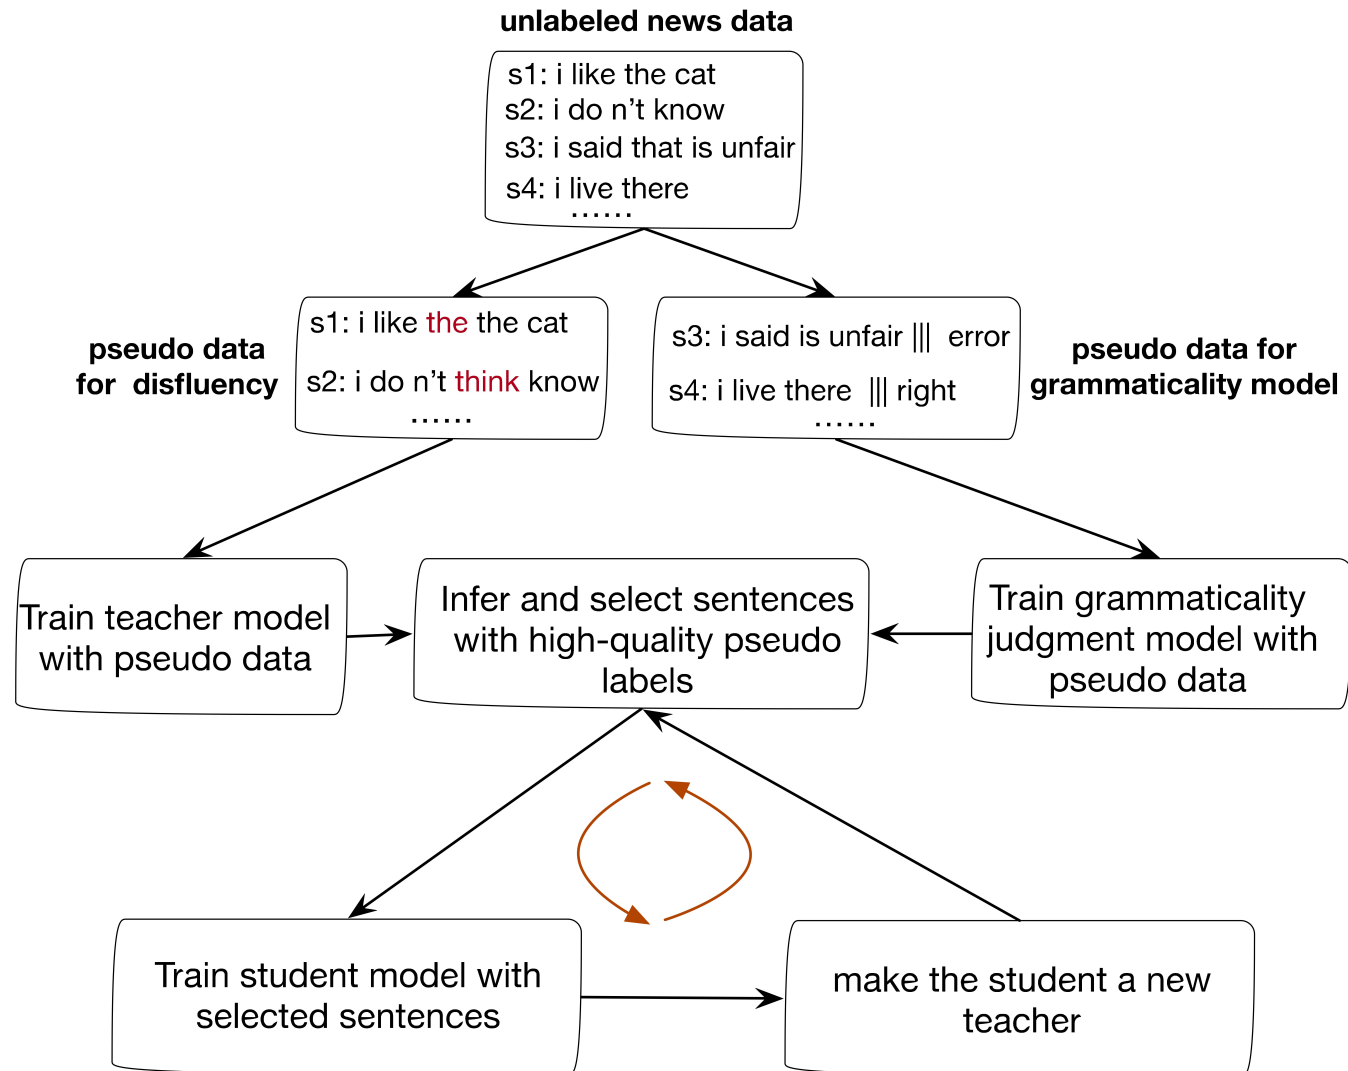 unlabeled news data
s1: i like the cat
s2: i do n’t know
s3: i said that is unfair
s4: i live there
......
pseudo data
for disfluency
s1: i like the the cat
s2: i do n’t think know
......
s3: i said is unfair ||| error
s4: i live there ||| right
......
pseudo data for
grammaticality model
Train teacher model
with pseudo data
Infer and select sentences
with high-quality pseudo
labels
Train grammaticality
judgment model with
pseudo data
Train student model with
selected sentences
make the student a new
teacher